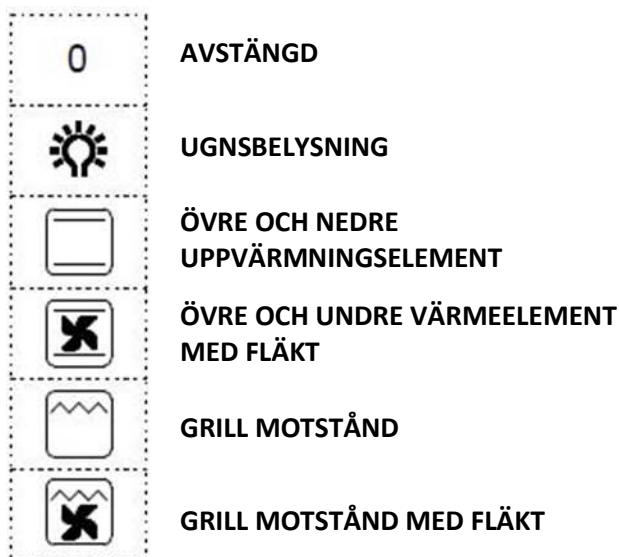 0
AVSTÄNGD
UGNSBELYSNING
ÖVRE OCH NEDRE
UPPVÄRMNINGSELEMENT
ÖVRE OCH UNDRE VÄRMEELEMENT
MED FLÄKT
GRILL MOTSTÅND
GRILL MOTSTÅND MED FLÄKT